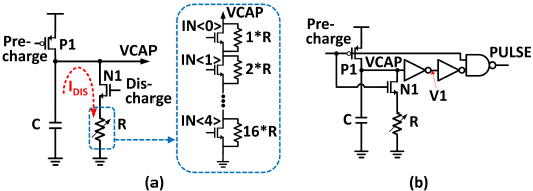 Pre-
charge
P1
VCAP
N1
Dis-
charge
IDIS
C
R
(a)
VCAP
IN<0>
1*R
IN<1>
2*R
IN<4>
16*R
Pre-
charge
P1
VCAP
N1
V1
C
R
PULSE
(b)